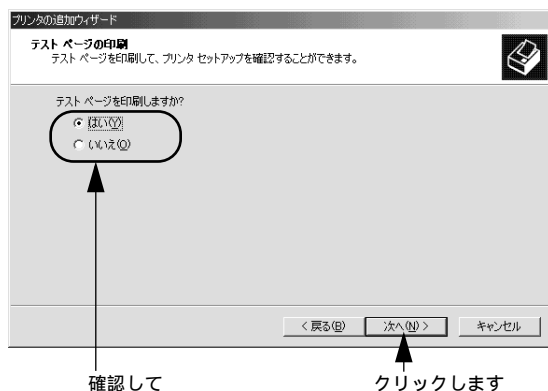 プリンタの追加ウィザード
テスト ページの印刷
テスト ページを印刷して、プリンタ セットアップを確認することができます。
テスト ページを印刷しますか?
はい(Y)
いいえ(O)
< 戻る(B) 次へ(N) > キャンセル
確認して クリックします